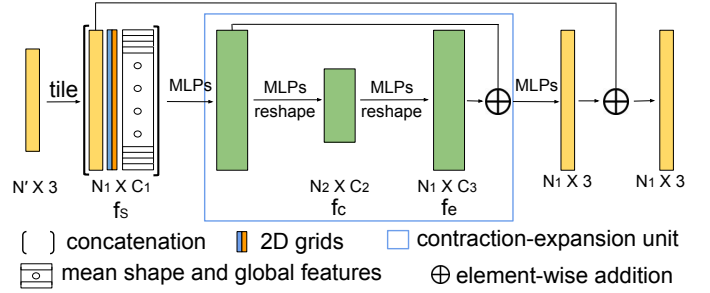 tile
MLPs
MLPs
reshape
MLPs
reshape
MLPs
N' X 3
N1 X C1
N2 X C2
N1 X C3
N1 X 3
N1 X 3
fS
fC
fe
concatenation
2D grids
contraction-expansion unit
mean shape and global features
element-wise addition